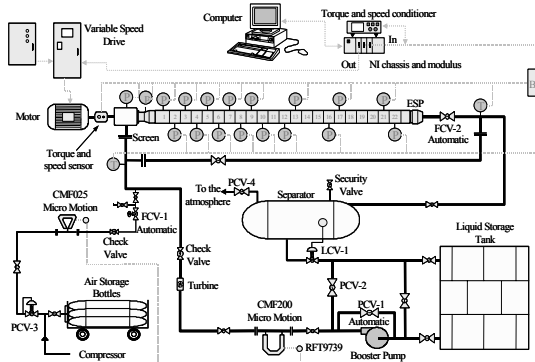 Computer
Torque and speed conditioner
Variable Speed
Drive
In
Out
NI chassis and modulus
P P P P P P P P P P P
T
Motor
ESP
Screen
FCV-2
Automatic
Torque and
speed sensor
T
CMF025
Micro Motion
FCV-1
Automatic
Check
Valve
To the
atmosphere
PCV-4
Security
Valve
Separator
LCV-1
Liquid Storage
Tank
Check
Valve
Turbine
PCV-2
PCV-1
Automatic
CMF200
Micro Motion
RFT9739
Booster Pump
Air Storage
Bottles
PCV-3
Compressor